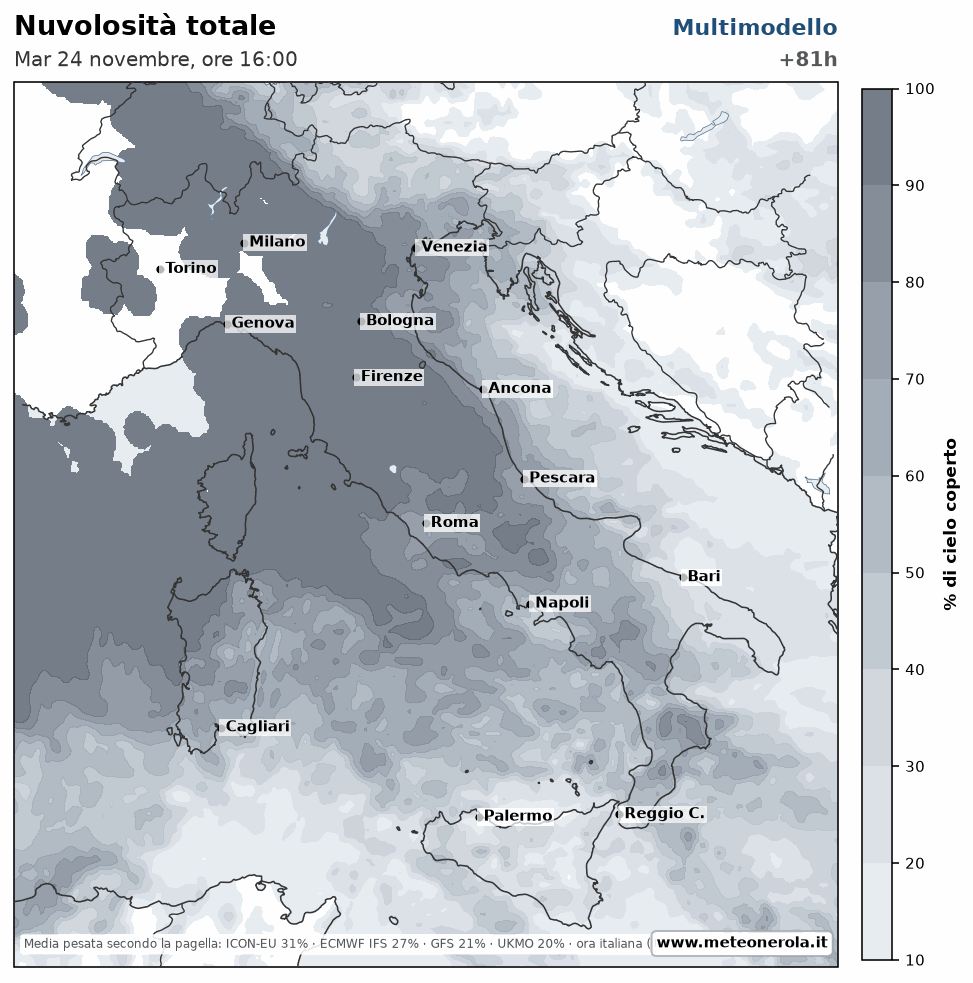 Nuvolosità totale
Multimodello
Mar 24 novembre, ore 16:00
+81h
Milano
Venezia
Torino
Genova
Bologna
Firenze
Ancona
Pescara
Roma
Bari
Napoli
Cagliari
Palermo
Reggio C.
Media pesata secondo la pagella: ICON-EU 31% · ECMWF IFS 27% · GFS 21% · UKMO 20% · ora italiana (
www.meteonerola.it
100
90
80
70
60
50
40
30
20
10
% di cielo coperto